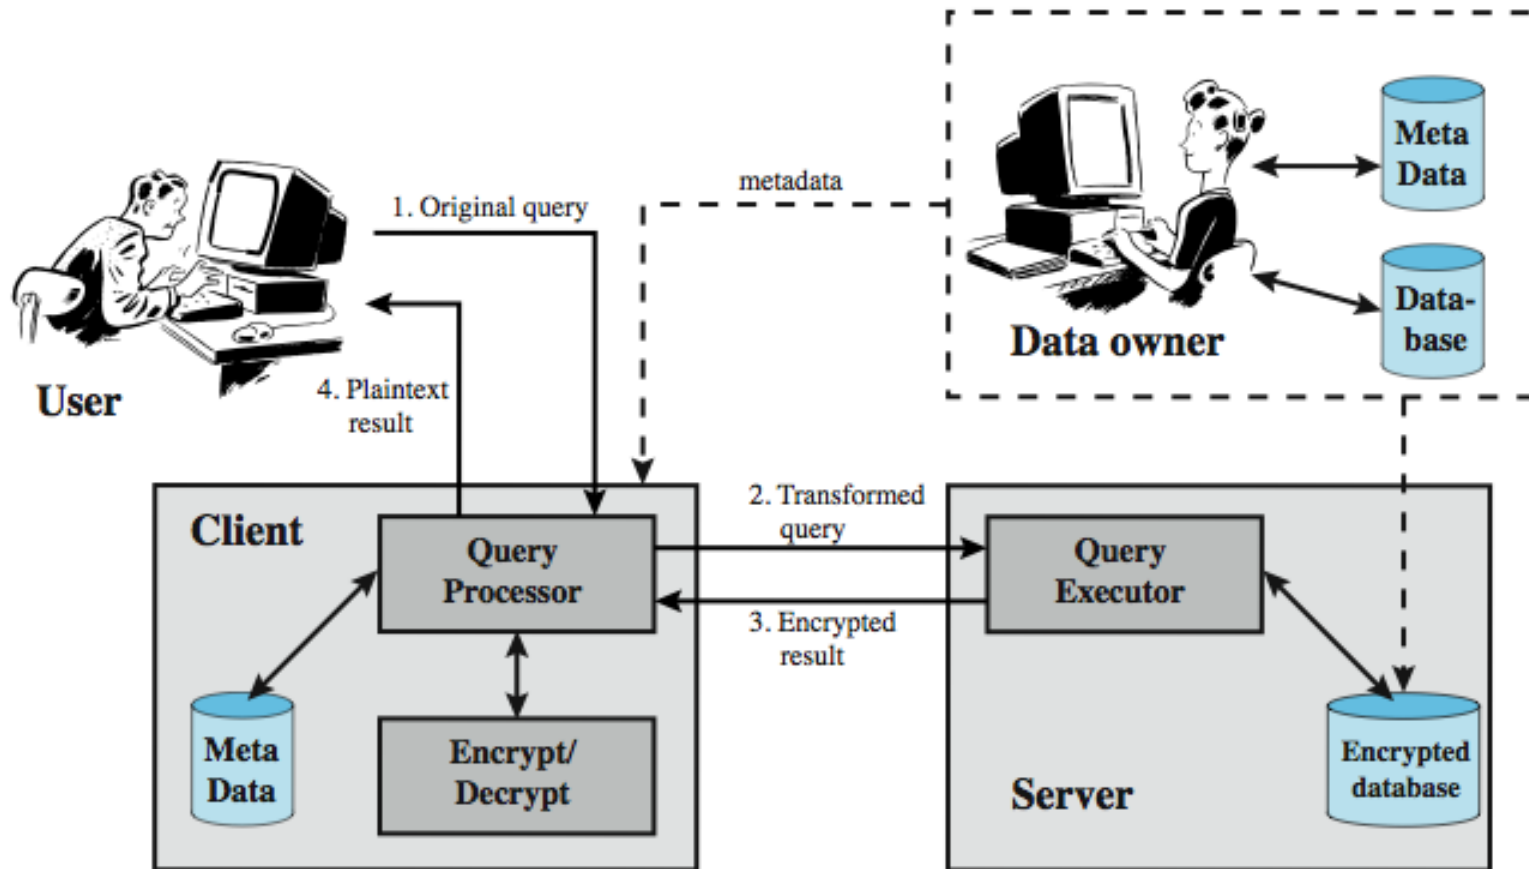 Meta
Data
metadata
1. Original query
Data-
base
Data owner
User
4. Plaintext
result
Client
Query
Processor
2. Transformed
query
3. Encrypted
result
Query
Executor
Meta
Data
Encrypt/
Decrypt
Server
Encrypted
database